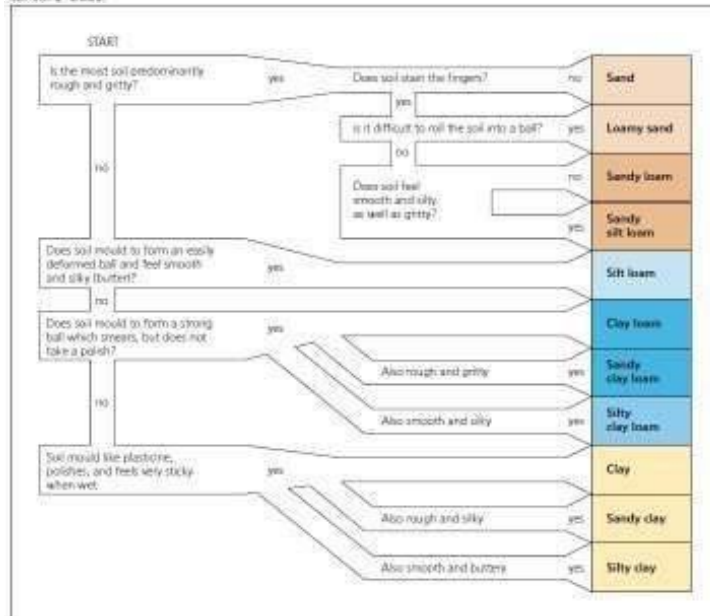 START
Is the moist soil predominantly
rough and gritty?
yes
Does soil stain the fingers?
no
Sand
yes
Is it difficult to roll the soil into a ball?
yes
Loamy sand
no
no
Does soil feel
smooth and silty
as well as gritty?
no
Sandy loam
yes
Sandy
silt loam
Does soil mould to form an easily
deformed ball and feel smooth
and silky (butter)?
yes
Silt loam
no
Does soil mould to form a strong
ball which smears, but does not
take a polish?
yes
Clay loam
Also rough and gritty
yes
Sandy
clay loam
no
Also smooth and silky
yes
Silty
clay loam
Soil mould like plasticine,
polishes, and feels very sticky
when wet
yes
Clay
Also rough and silky
yes
Sandy clay
Also smooth and buttery
yes
Silty clay